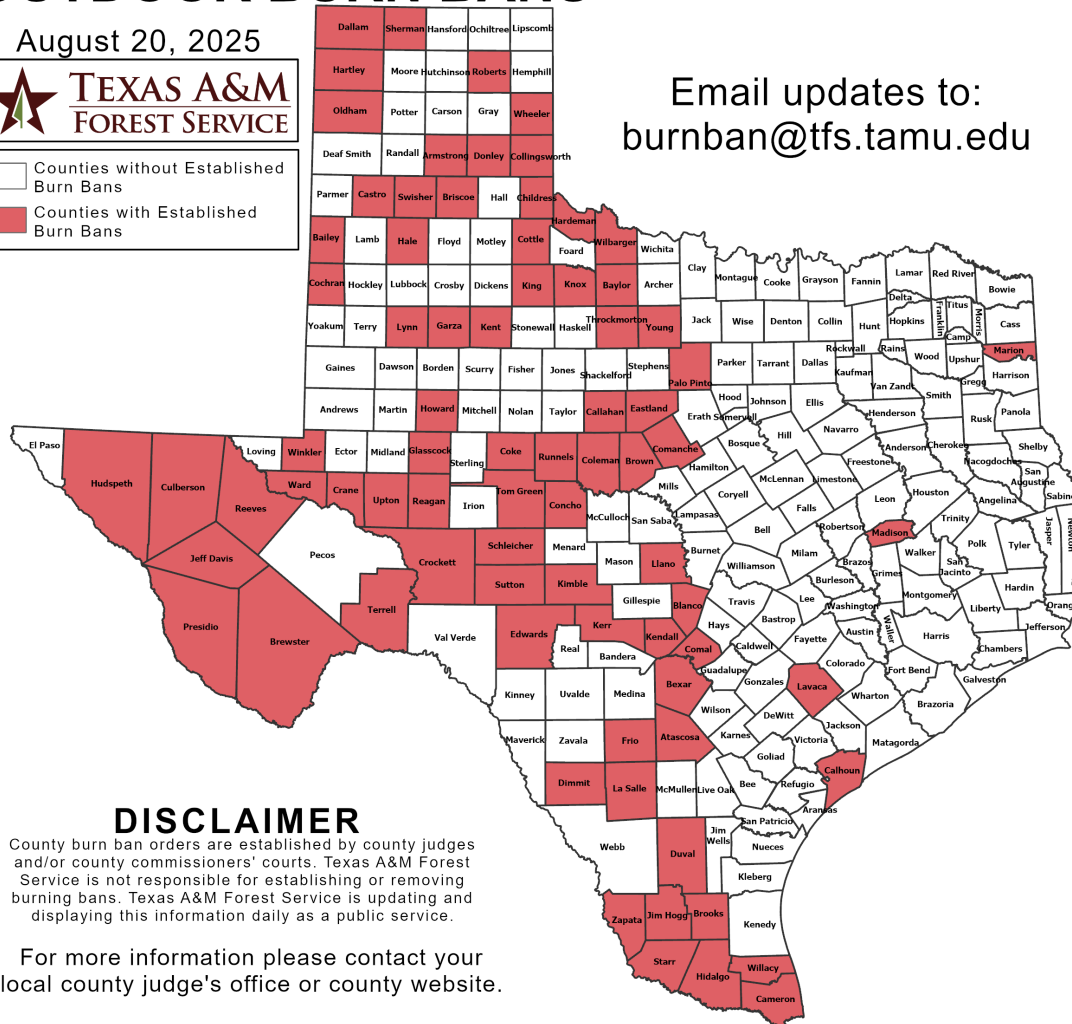 August 20, 2025
TEXAS A&M
FOREST SERVICE
Counties without Established
Burn Bans
Counties with Established
Burn Bans
Email updates to:
burnban@tfs.tamu.edu
Dallam Sherman Hansford Ochiltree Lipscomb
Hartley Moore Hutchinson Roberts Hemphill
Oldham Potter Carson Gray Wheeler
Deaf Smith Randall Armstrong Donley Collingsworth
Parmer Castro Swisher Briscoe Hall Childress
Hardeman
Bailey Lamb Hale Floyd Motley Cottle Foard Wilbarger Wichita
Clay Montague Cooke Grayson Fannin Lamar Red River Bowie
Cochran Hockley Lubbock Crosby Dickens King Knox Baylor Archer
Delta Franklin Titus Morris Cass
Yoakum Terry Lynn Garza Kent Stonewall Haskell Throckmorton Young Jack Wise Denton Collin Hunt Hopkins
Camp
Rockwall Rains Wood Upshur Marion
Gaines Dawson Borden Scurry Fisher Jones Shackelford Stephens Palo Pinto Parker Tarrant Dallas Kaufman Van Zandt Gregg Harrison
Smith
Andrews Martin Howard Mitchell Nolan Taylor Callahan Eastland Erath Hood Somervell Johnson Ellis Henderson Rusk Panola
El Paso Loving Winkler Ector Midland Glasscock Sterling Coke Runnels Coleman Brown Comanche Bosque Hill Navarro Anderson Cherokee Shelby
Hamilton Freestone Nacogdoches San
Augustine
Hudspeth Culberson Reeves Ward Crane Upton Reagan Irion Tom Green Concho Mills Coryell McLennan Limestone Leon Houston Angelina
McCulloch San Saba Lampasas Bell Falls Robertson Madison Trinity Jasper
Jeff Davis Pecos Crockett Schleicher Menard Mason Llano Burnet Williamson Milam Brazos Grimes Walker San
Jacinto
Polk Tyler
Terrell Sutton Kimble Gillespie Blanco Travis Lee Burleson Washington Montgomery Liberty Hardin
Presidio Brewster Val Verde Edwards Real Kerr Bandera Kendall Comal Hays Caldwell Bastrop Fayette Austin Waller Harris Chambers Jefferson
Kinney Uvalde Medina Bexar Guadalupe Gonzales Lavaca Colorado Wharton Fort Bend Brazoria Galveston
Maverick Zavala Frio Atascosa Wilson Karnes DeWitt Victoria Jackson Matagorda
Dimmit La Salle McMullen Live Oak Bee Goliad Refugio Calhoun
Aransas
Webb Duval Jim
Wells
San Patricio
Nueces
Kleberg
Zapata Jim Hogg Brooks Kenedy
Starr Hidalgo Willacy
Cameron
DISCLAIMER
County burn ban orders are established by county judges
and/or county commissioners' courts. Texas A&M Forest
Service is not responsible for establishing or removing
burning bans. Texas A&M Forest Service is updating and
displaying this information daily as a public service.
For more information please contact your
local county judge's office or county website.